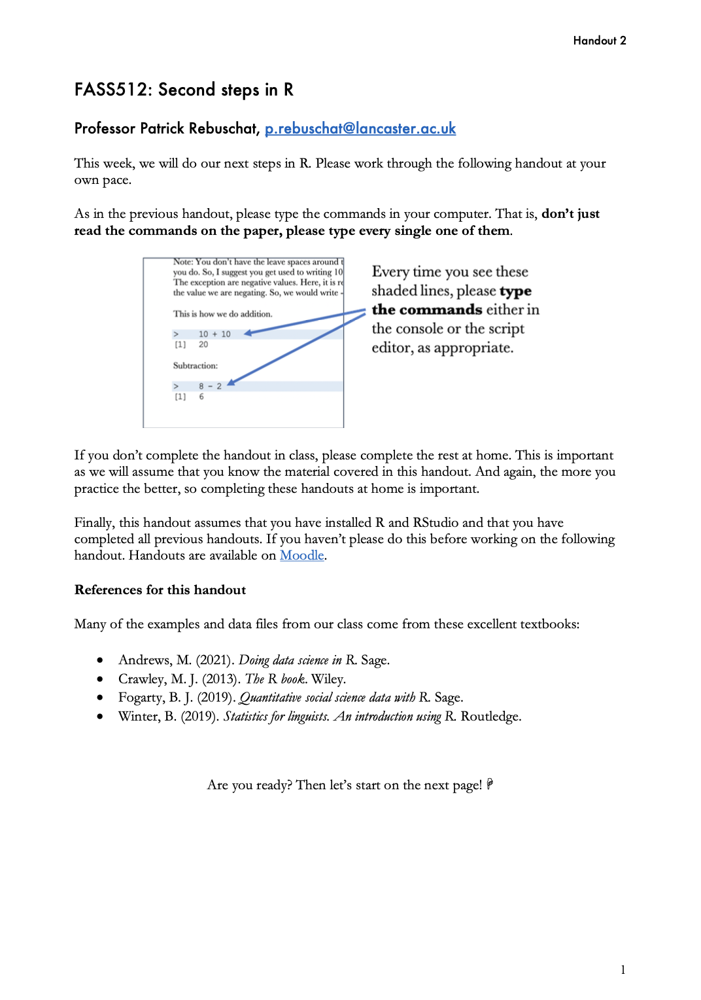 Handout 2
FASS512: Second steps in R
Professor Patrick Rebuschat, p.rebuschat@lancaster.ac.uk
This week, we will do our next steps in R. Please work through the following handout at your
own pace.
As in the previous handout, please type the commands in your computer. That is, don’t just
read the commands on the paper, please type every single one of them.
Note: You don’t have the leave spaces around t
you do. So, I suggest you get used to writing 10
The exception are negative values. Here, it is re
the value we are negating. So, we would write -
This is how we do addition.
> 10 + 10
[1] 20
Subtraction:
> 8 - 2
[1] 6
Every time you see these
shaded lines, please type
the commands either in
the console or the script
editor, as appropriate.
If you don’t complete the handout in class, please complete the rest at home. This is important
as we will assume that you know the material covered in this handout. And again, the more you
practice the better, so completing these handouts at home is important.
Finally, this handout assumes that you have installed R and RStudio and that you have
completed all previous handouts. If you haven’t please do this before working on the following
handout. Handouts are available on Moodle.
References for this handout
Many of the examples and data files from our class come from these excellent textbooks:
• Andrews, M. (2021). Doing data science in R. Sage.
• Crawley, M. J. (2013). The R book. Wiley.
• Fogarty, B. J. (2019). Quantitative social science data with R. Sage.
• Winter, B. (2019). Statistics for linguists. An introduction using R. Routledge.
Are you ready? Then let’s start on the next page!
1